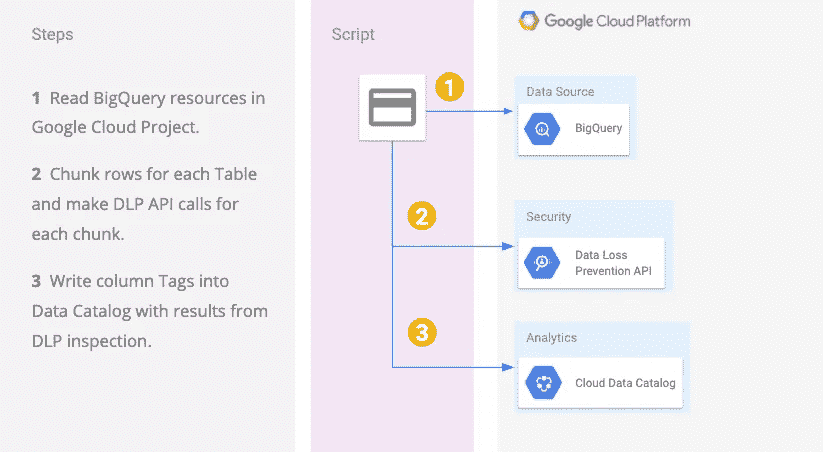 Steps
1 Read BigQuery resources in
Google Cloud Project.
2 Chunk rows for each Table
and make DLP API calls for
each chunk.
3 Write column Tags into
Data Catalog with results from
DLP inspection.
Script
1
2
3
Google Cloud Platform
Data Source
BigQuery
Security
Data Loss
Prevention API
Analytics
Cloud Data Catalog